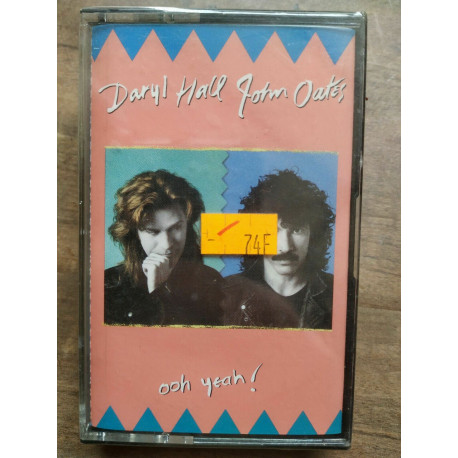 Daryl Hall John Oates
74F
ooh yeah!